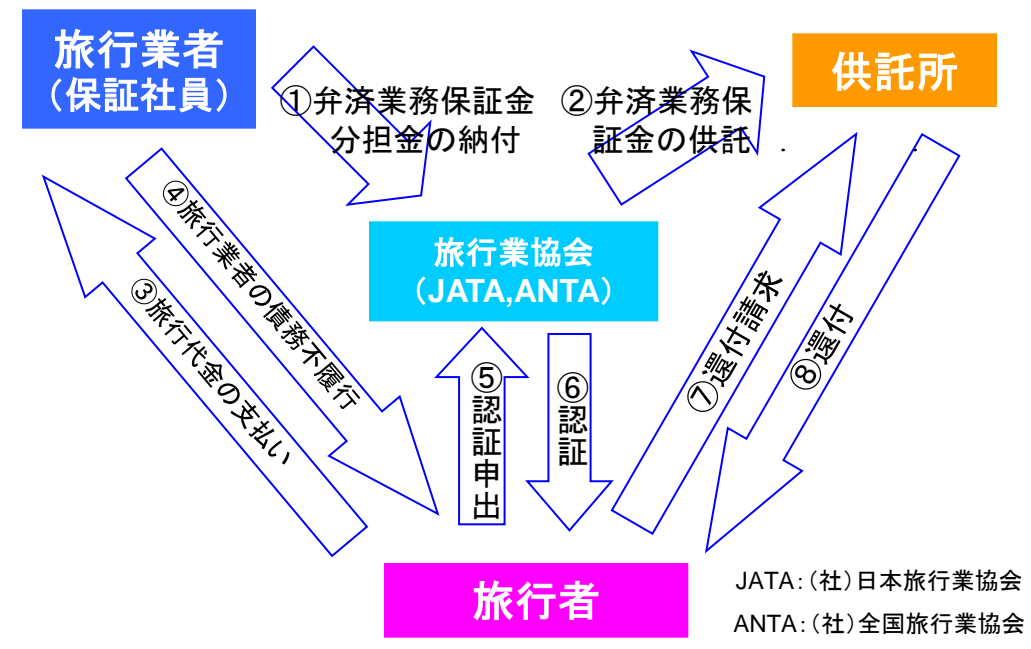 旅行業者
（保証社員）
供託所
①弁済業務保証金
分担金の納付
②弁済業務保
証金の供託
旅行業協会
（JATA,ANTA）
④旅行業者の債務不履行
③旅行代金の支払い
⑤認証申出
⑥認証
⑦還付請求
⑧還付
旅行者
JATA：（社）日本旅行業協会
ANTA：（社）全国旅行業協会